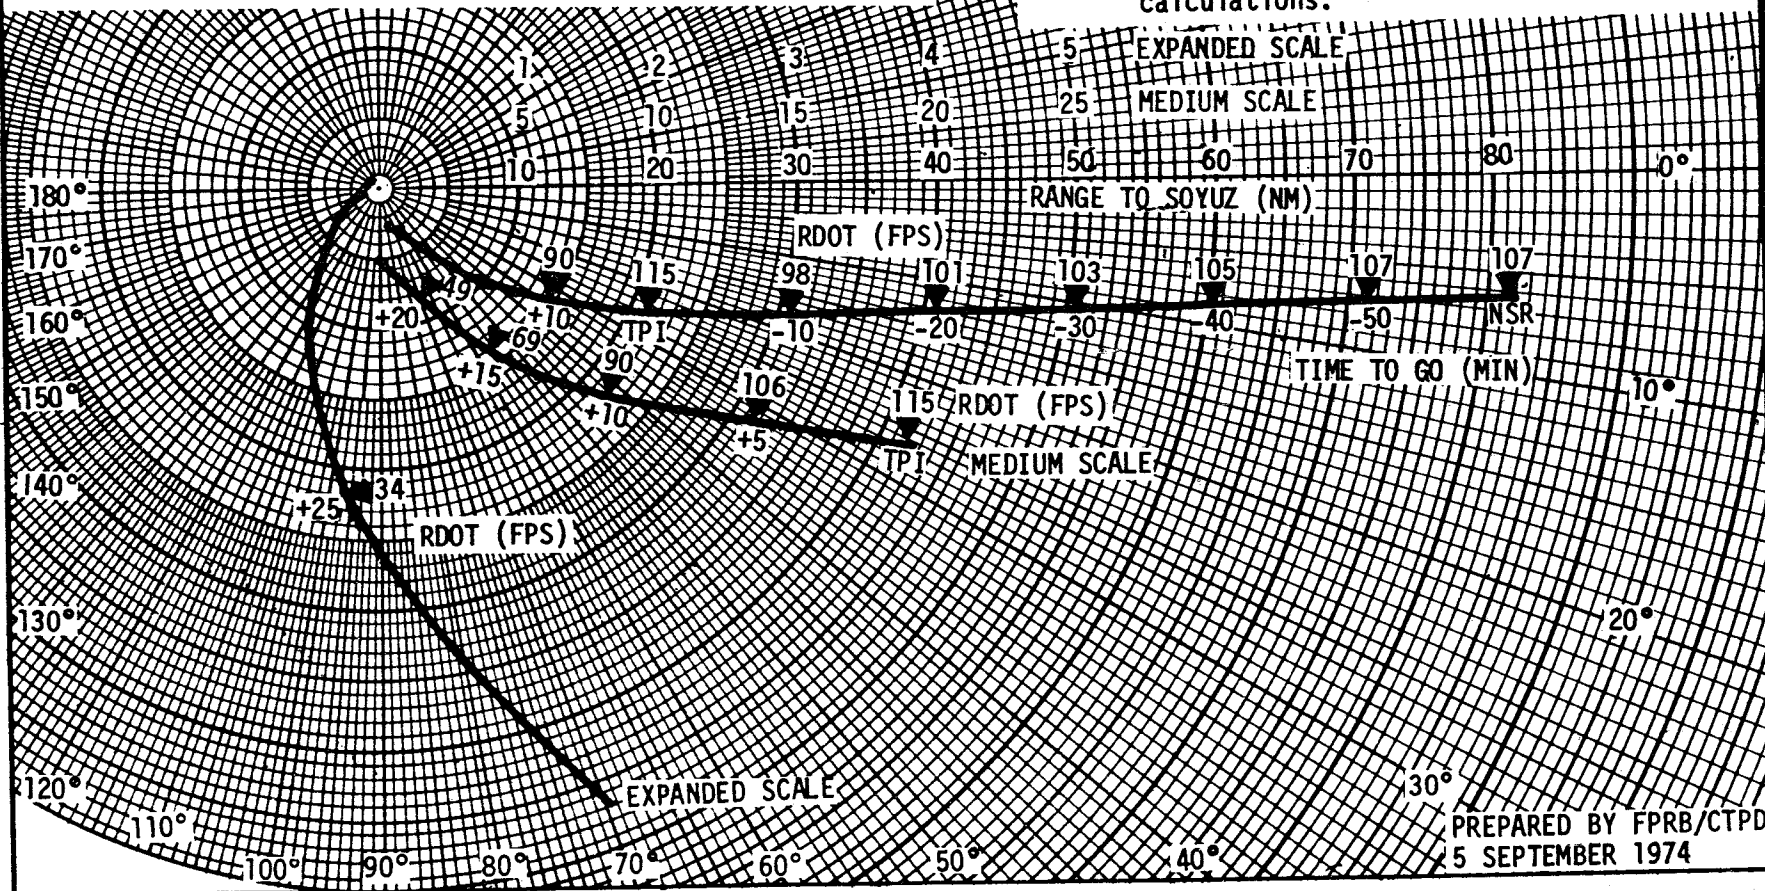 calculations.
1 2 3 4 5 EXPANDED SCALE
5 10 15 20 25 MEDIUM SCALE
10 20 30 40 50 60 70 80 0°
180° RANGE TO SOYUZ (NM)
RDOT (FPS)
170° 90 115 98 101 103 105 107 107
49
160° +20 +10 TPI -10 -20 -30 -40 -50 NSR
69
+15 90 TIME TO GO (MIN)
150° 106 10°
+10 115 RDOT (FPS)
+5
TPI MEDIUM SCALE
140° 34
+25
RDOT (FPS)
130° 20°
120° EXPANDED SCALE 30°
110° PREPARED BY FPRB/CTPD
5 SEPTEMBER 1974
100° 90° 80° 70° 60° 50° 40°